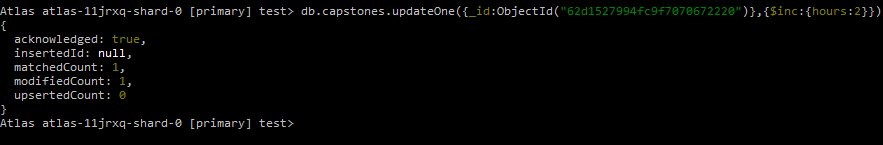 Atlas atlas-11jrxq-shard-0 [primary] test> db.capstones.updateOne({_id:ObjectId("62d1527994fc9f7070672220")},{$inc:{hours:2}})
{
  acknowledged: true,
  insertedId: null,
  matchedCount: 1,
  modifiedCount: 1,
  upsertedCount: 0
}
Atlas atlas-11jrxq-shard-0 [primary] test>